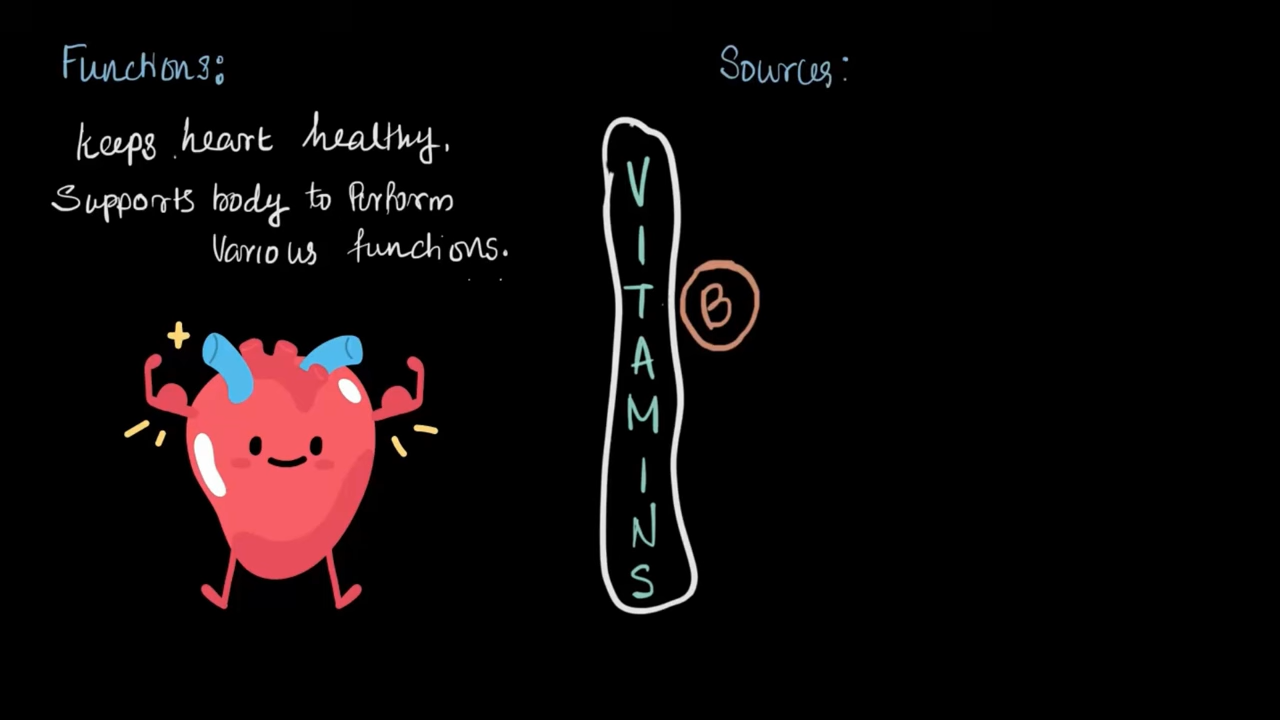 Functions:
keeps heart healthy.
Supports body to Perform
various functions.
Sources:
VITAMINS
B